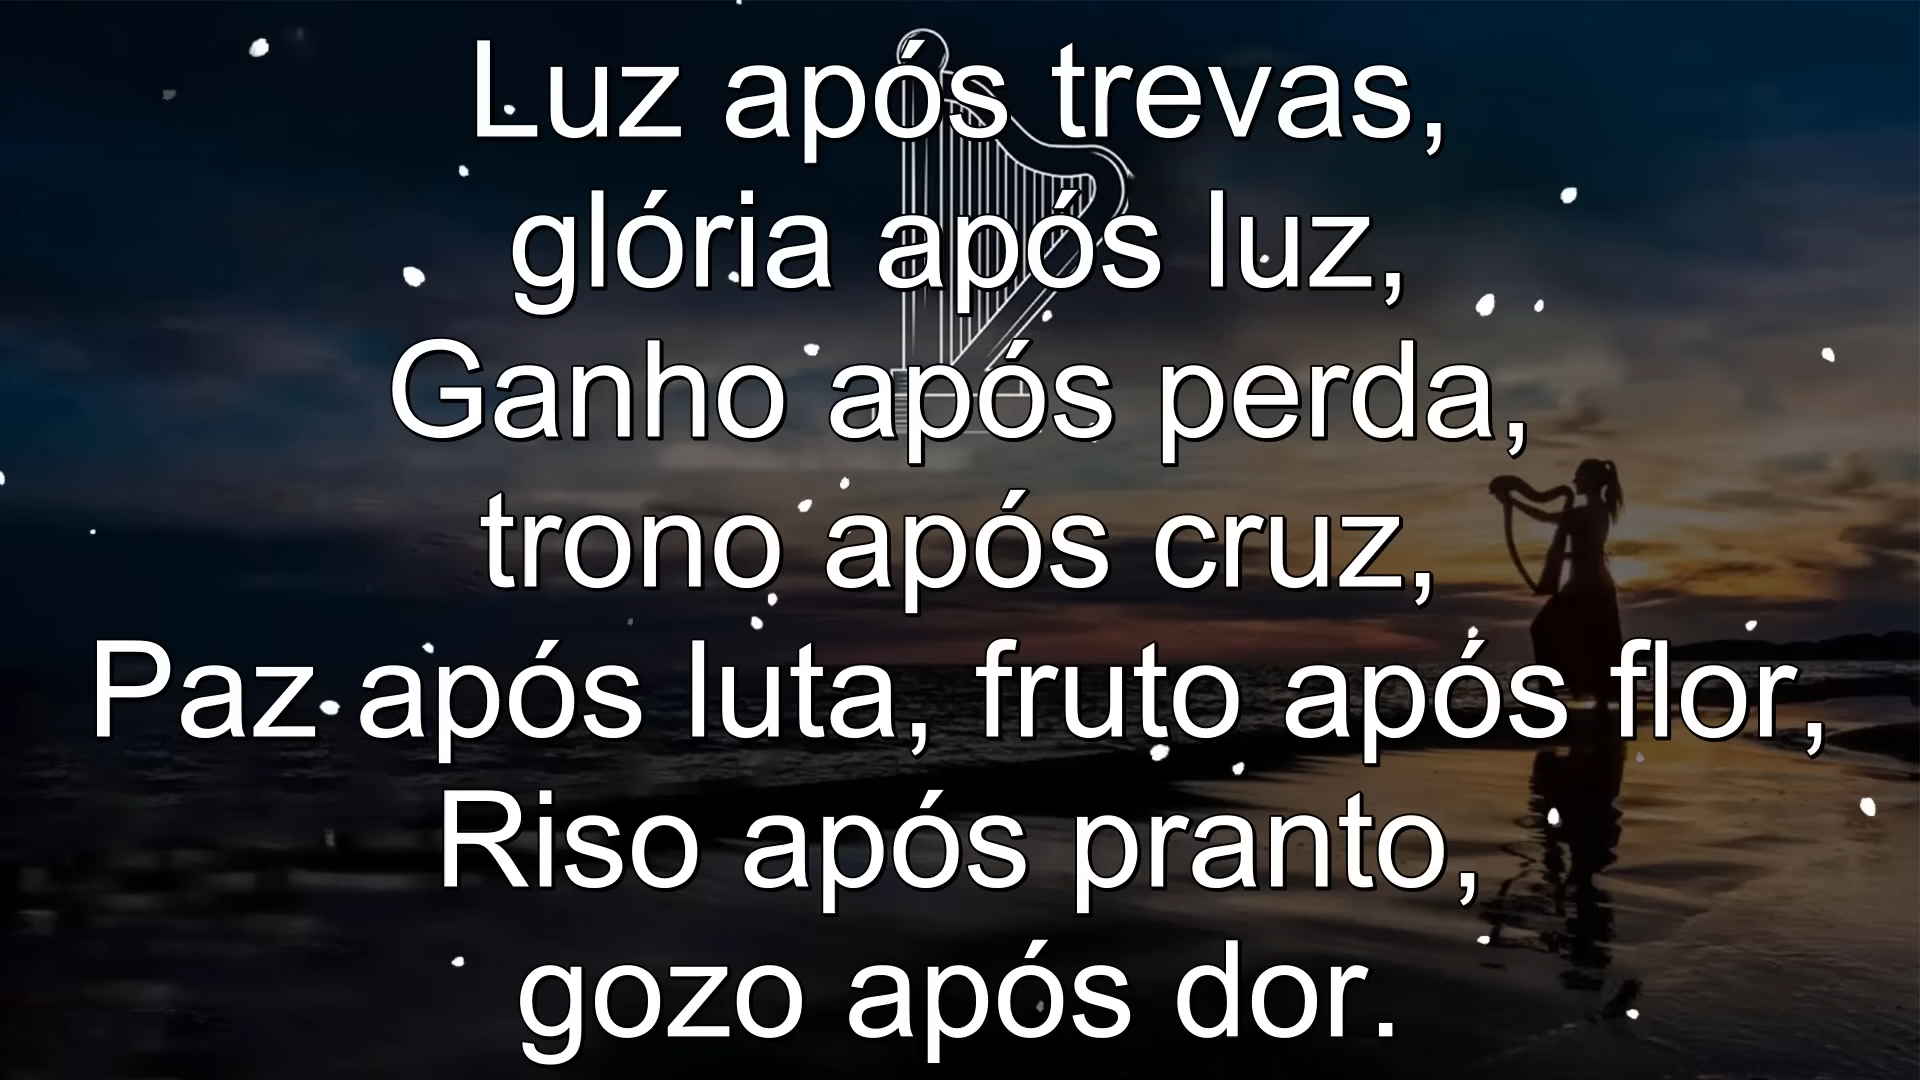 Luz após trevas,
glória após luz,
Ganho após perda,
trono após cruz,
Paz após luta, fruto após flor,
Riso após pranto,
gozo após dor.